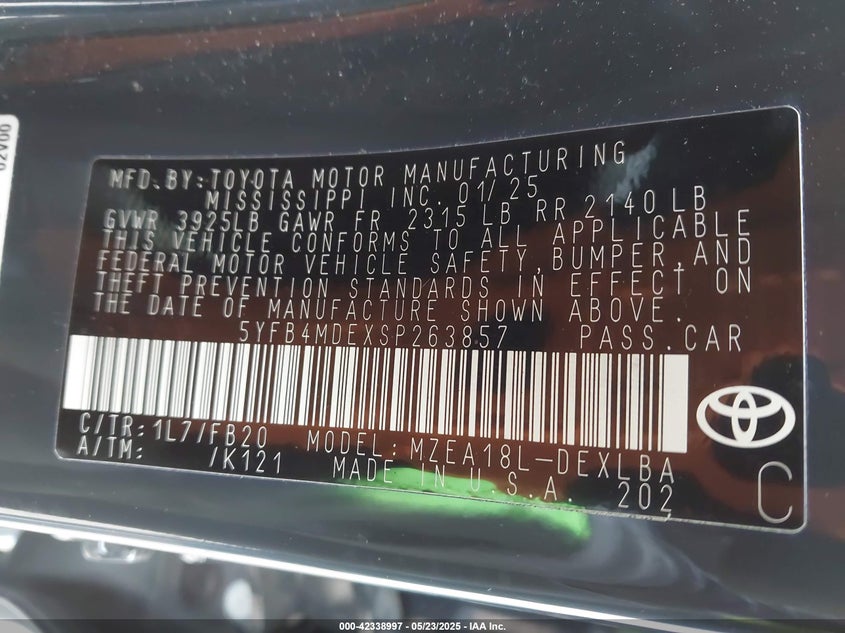 02V00
MFD.BY:TOYOTA MOTOR MANUFACTURING
MISSISSIPPI INC. 01/25
GVWR 3925LB GAWR FR 2315 LB RR 2140 LB
THIS VEHICLE CONFORMS TO ALL APPLICABLE
FEDERAL MOTOR VEHICLE SAFETY, BUMPER, AND
THEFT PREVENTION STANDARDS IN EFFECT ON
THE DATE OF MANUFACTURE SHOWN ABOVE.
5YFB4MDEXSP263857 PASS.CAR
C/TR: 1L7/FB20 MODEL: MZEA18L-DEXLBA
A/TM: /K121 MADE IN U.S.A. 202
C
000-42338997 - 05/23/2025 - IAA Inc.